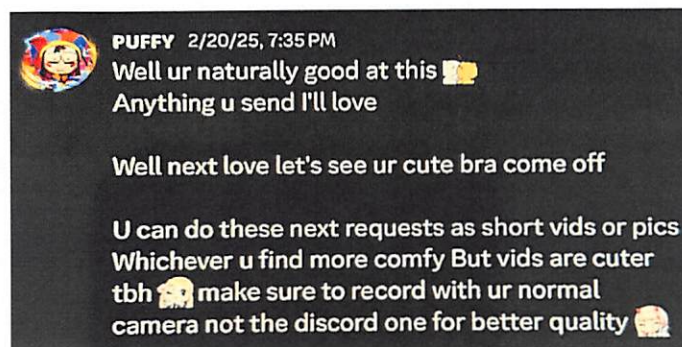 PUFFY 2/20/25, 7:35 PM
Well ur naturally good at this
Anything u send I'll love
Well next love let's see ur cute bra come off
U can do these next requests as short vids or pics
Whichever u find more comfy But vids are cuter
tbh make sure to record with ur normal
camera not the discord one for better quality